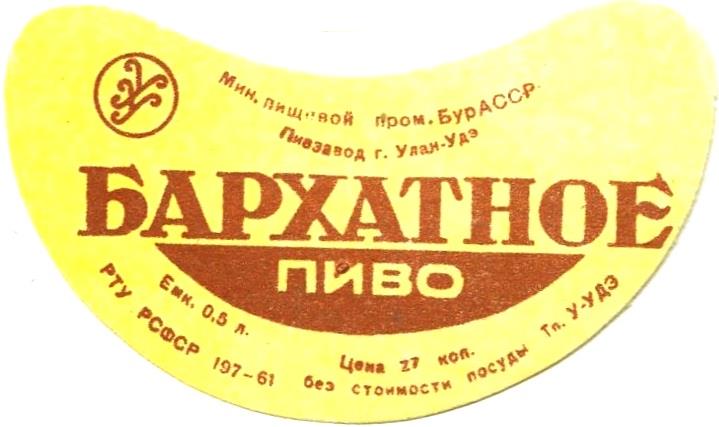 Мин. пищевой пром. БурАССР
Пивзавод г. Улан-Удэ
БАРХАТНОЕ
ПИВО
Емк. 0,5 л.
Цена 27 коп.
РТУ РСФСР 197-61 без стоимости посуды Тп. У-УДЭ